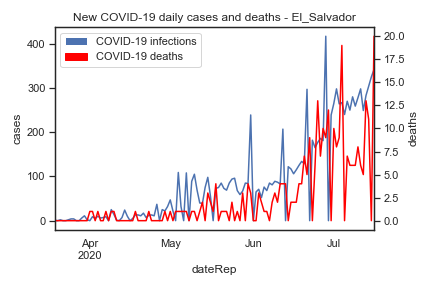 New COVID-19 daily cases and deaths - El_Salvador
COVID-19 infections
COVID-19 deaths
400
300
200
100
0
cases
20.0
17.5
15.0
12.5
10.0
7.5
5.0
2.5
0.0
deaths
Apr
2020
May
Jun
Jul
dateRep